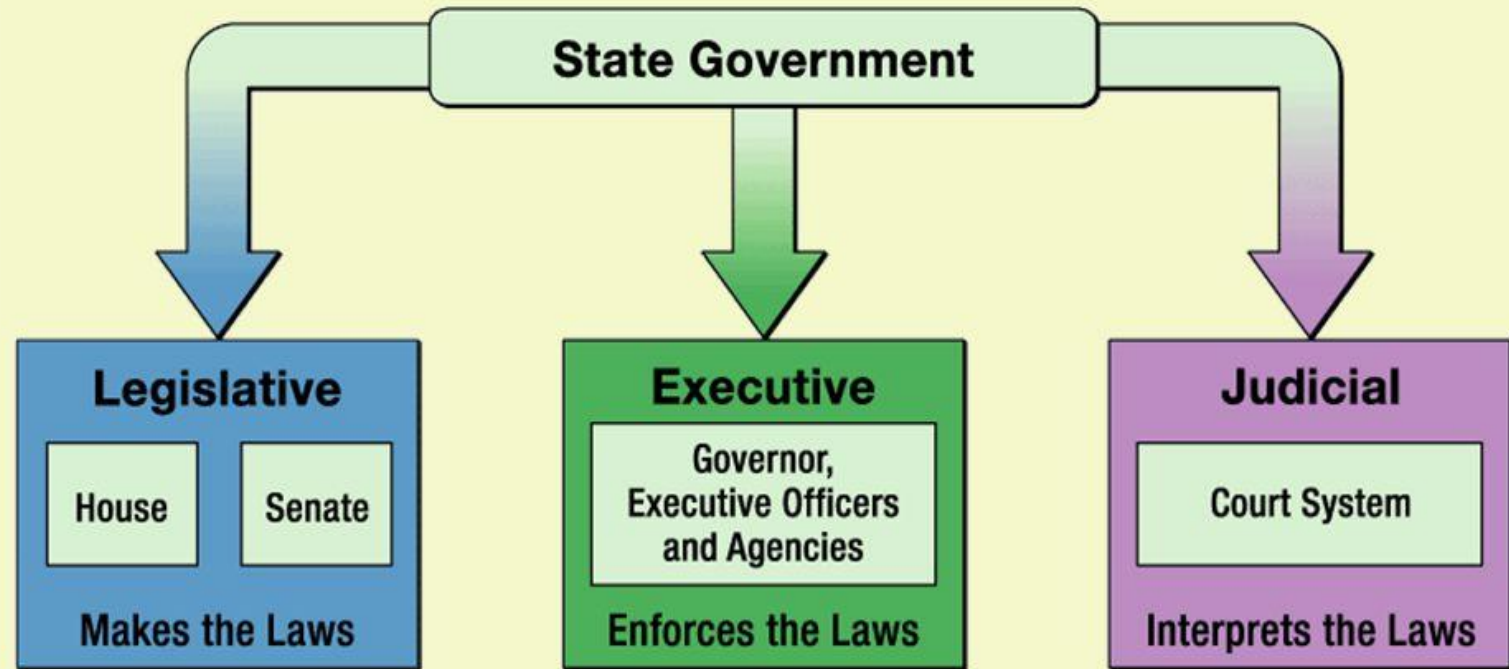 State Government
Legislative
House
Senate
Makes the Laws
Executive
Governor,
Executive Officers
and Agencies
Enforces the Laws
Judicial
Court System
Interprets the Laws